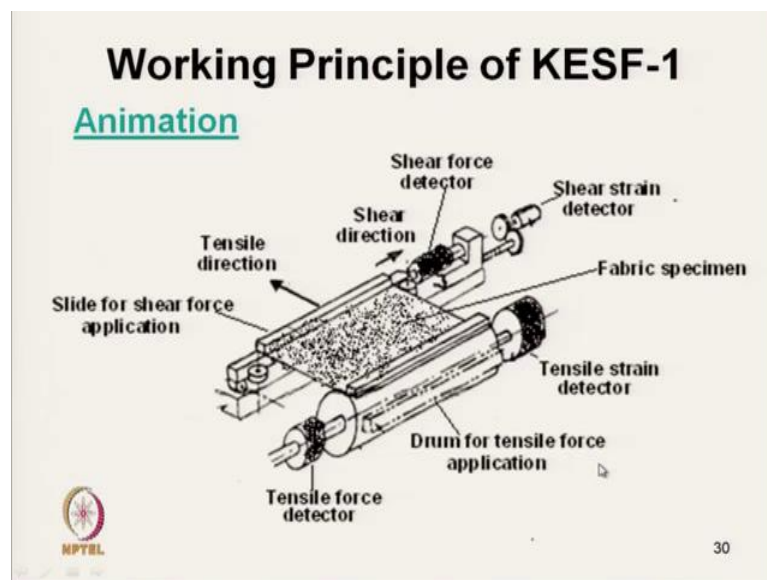 Working Principle of KESF-1
Animation
Shear force
detector
Shear strain
detector
Shear
direction
Tensile
direction
Fabric specimen
Slide for shear force
application
Tensile strain
detector
Drum for tensile force
application
Tensile force
detector
NPTEL
30